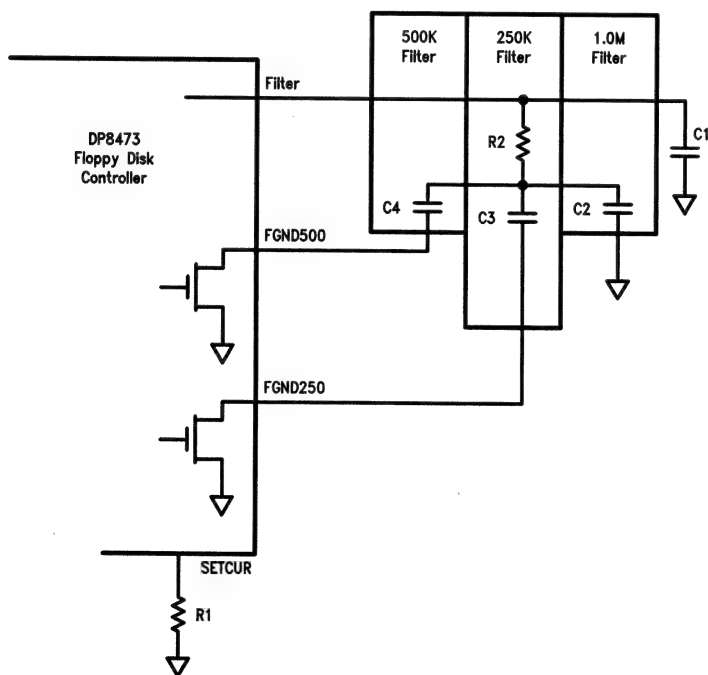 500K
Filter
250K
Filter
1.0M
Filter
Filter
DP8473
Floppy Disk
Controller
R2
C1
C4
C3
C2
FGND500
FGND250
SETCUR
R1